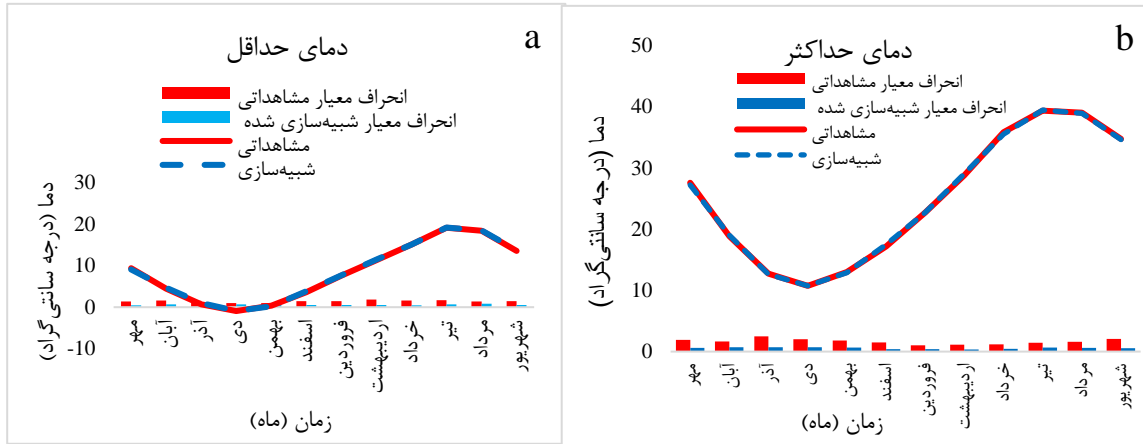 a
دمای حداقل
انحراف معیار مشاهداتی
انحراف معیار شبیه‌سازی شده
مشاهداتی
شبیه‌سازی
دما (درجه سانتی‌گراد)
30
20
10
0
-10
مهر
آبان
آذر
دی
بهمن
اسفند
فروردین
اردیبهشت
خرداد
تیر
مرداد
شهریور
زمان (ماه)
b
دمای حداکثر
انحراف معیار مشاهداتی
انحراف معیار شبیه‌سازی شده
مشاهداتی
شبیه‌سازی
دما (درجه سانتی‌گراد)
50
40
30
20
10
0
مهر
آبان
آذر
دی
بهمن
اسفند
فروردین
اردیبهشت
خرداد
تیر
مرداد
شهریور
زمان (ماه)